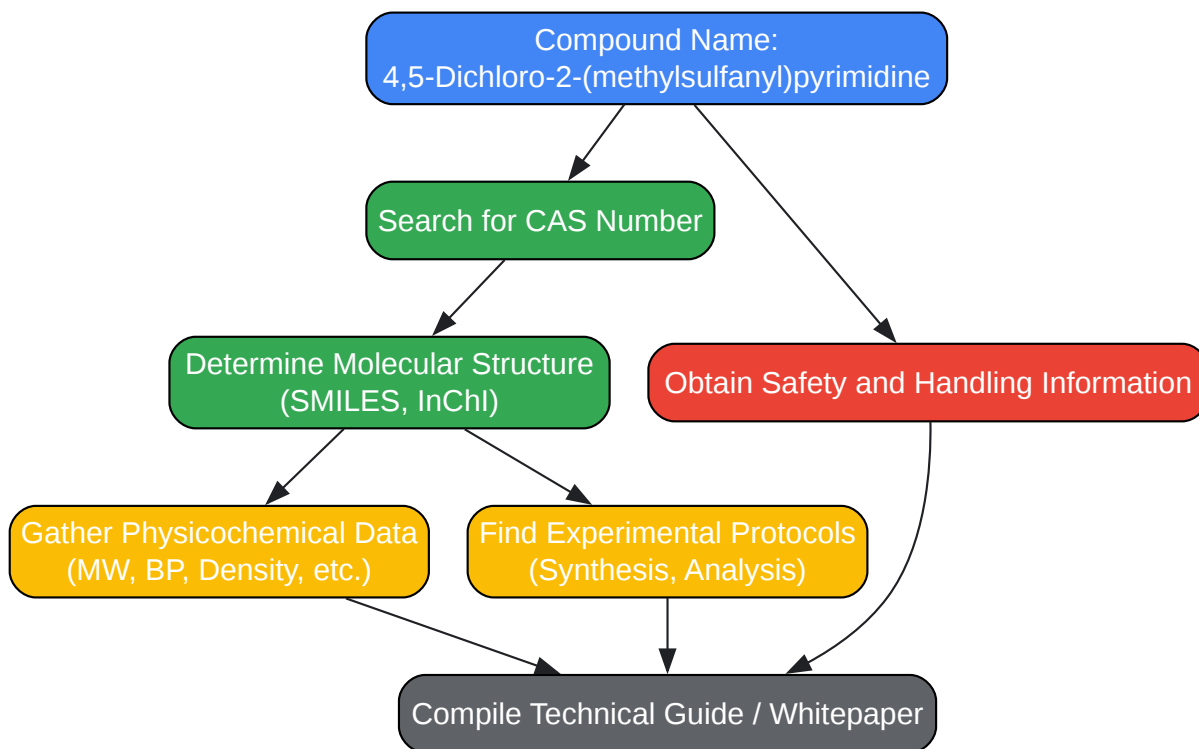 Compound Name:
4,5-Dichloro-2-(methylsulfanyl)pyrimidine
Search for CAS Number
Determine Molecular Structure
(SMILES, InChI)
Obtain Safety and Handling Information
Gather Physicochemical Data
(MW, BP, Density, etc.)
Find Experimental Protocols
(Synthesis, Analysis)
Compile Technical Guide / Whitepaper